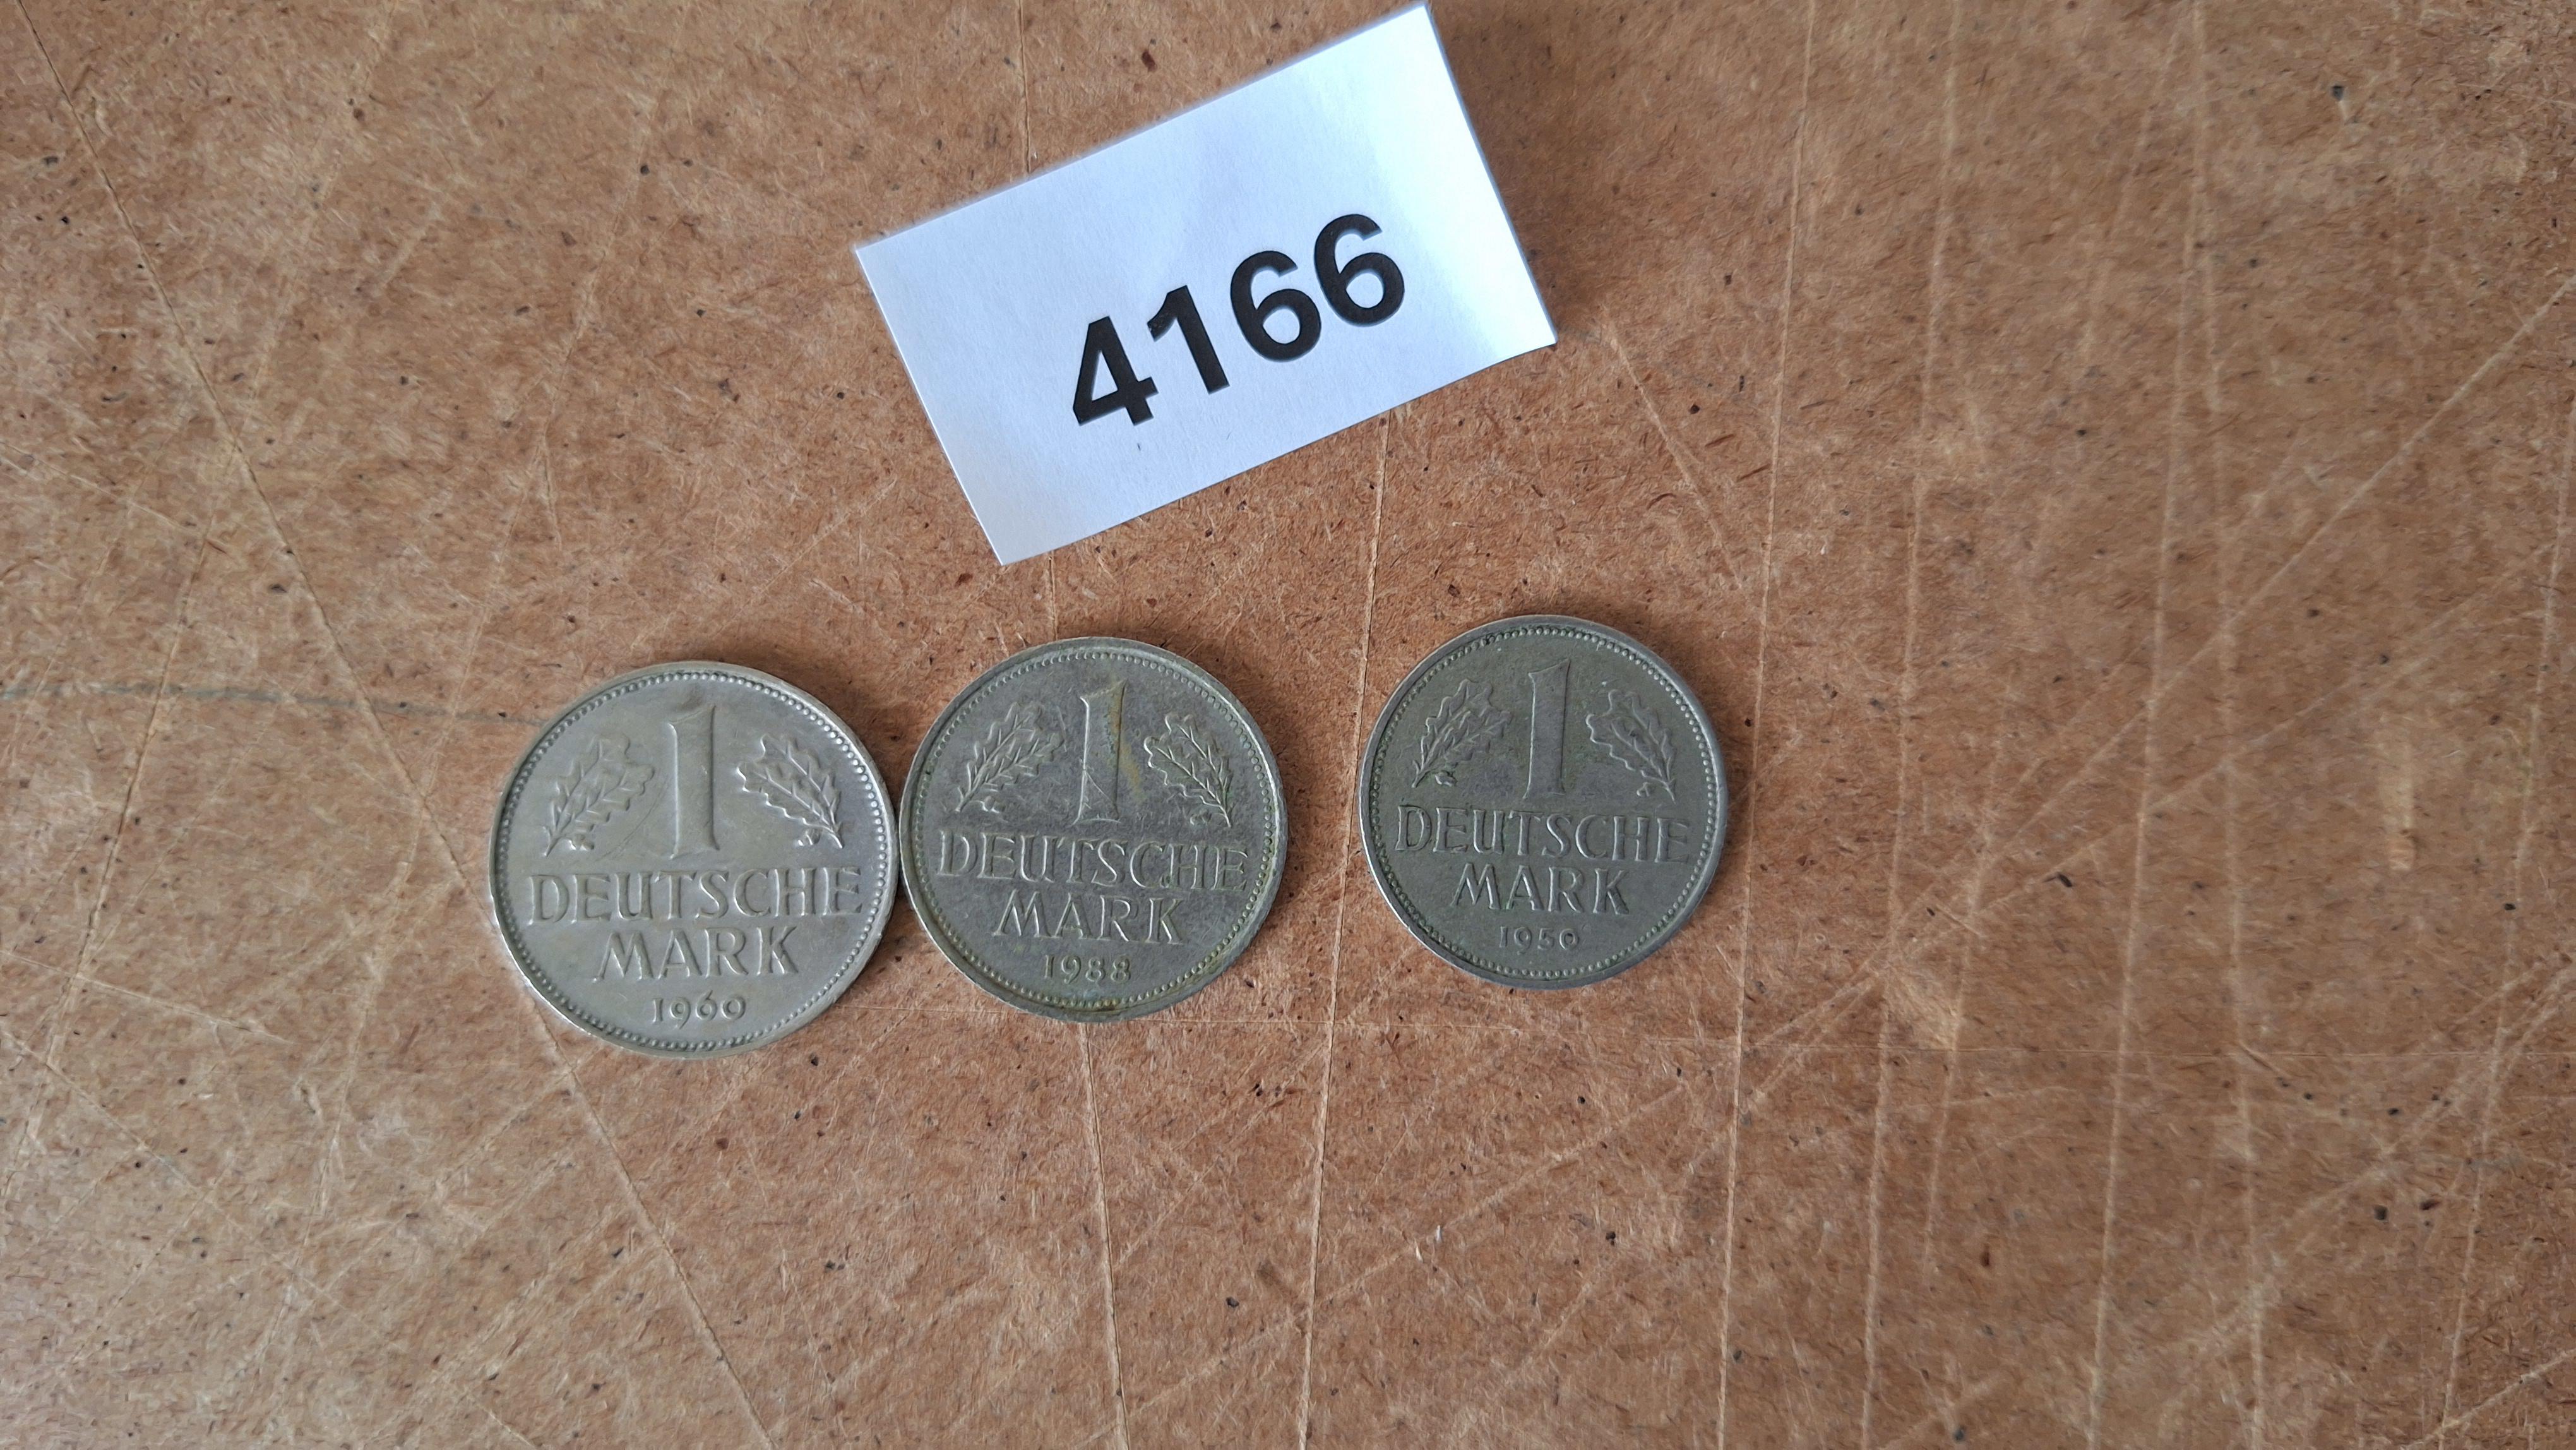 4166
1
DEUTSCHE
MARK
1960
1
DEUTSCHE
MARK
1988
1
DEUTSCHE
MARK
1950